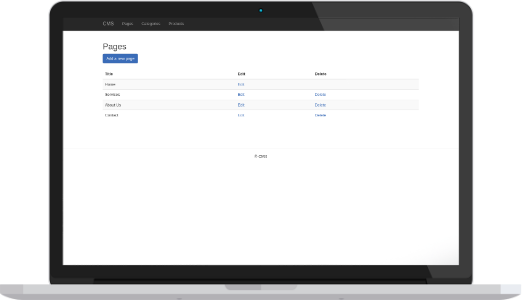 CMS Pages Categories Products
Pages
Add a new page
Title Edit Delete
Home Edit
Services Edit Delete
About Us Edit Delete
Contact Edit Delete